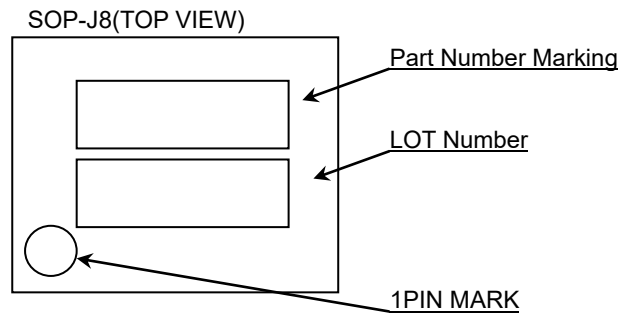 SOP-J8(TOP VIEW)
Part Number Marking
LOT Number
1PIN MARK